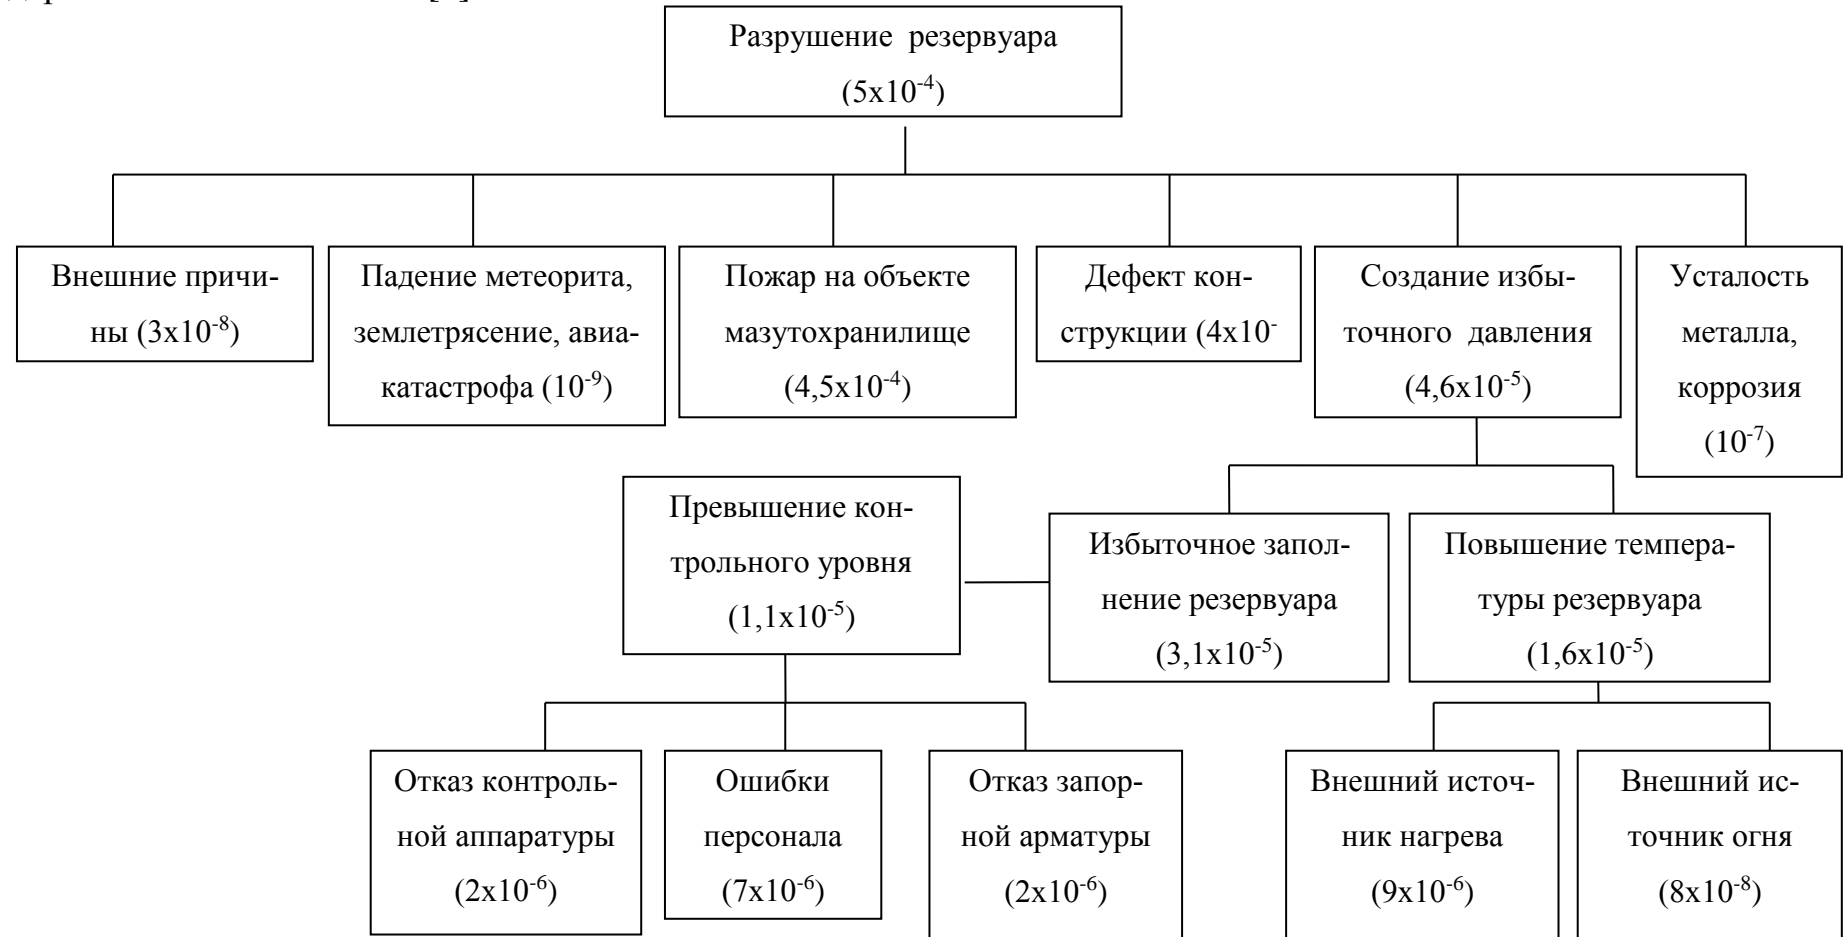 [
]
Разрушение резервуара
(5х10-4)
Внешние причи-
ны (3х10-8)
Падение метеорита,
землетрясение, авиа-
катастрофа (10-9)
Пожар на объекте
мазутохранилище
(4,5х10-4)
Дефект кон-
струкции (4х10-
Создание избы-
точного давления
(4,6х10-5)
Усталость
металла,
коррозия
(10-7)
Превышение кон-
трольного уровня
(1,1х10-5)
Избыточное запол-
нение резервуара
(3,1х10-5)
Повышение темпера-
туры резервуара
(1,6х10-5)
Отказ контроль-
ной аппаратуры
(2х10-6)
Ошибки
персонала
(7х10-6)
Отказ запор-
ной арматуры
(2х10-6)
Внешний источ-
ник нагрева
(9х10-6)
Внешний ис-
точник огня
(8х10-8)